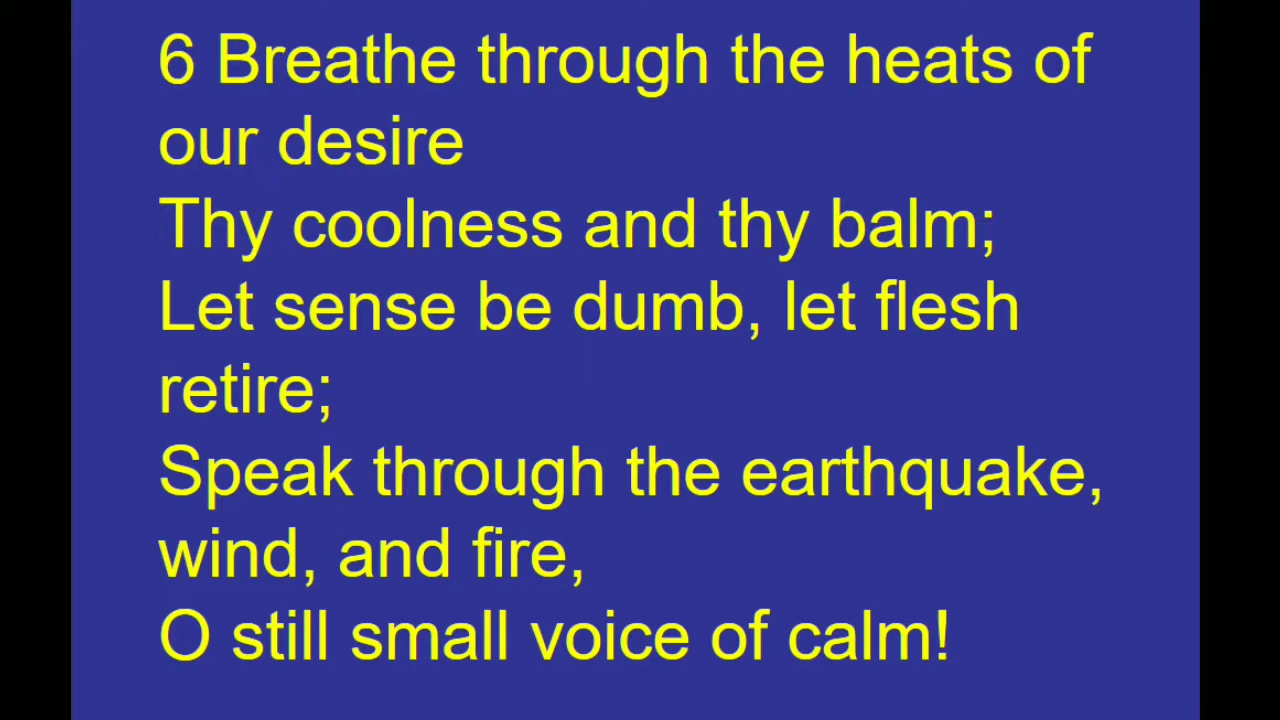 6 Breathe through the heats of
our desire
Thy coolness and thy balm;
Let sense be dumb, let flesh
retire;
Speak through the earthquake,
wind, and fire,
O still small voice of calm!